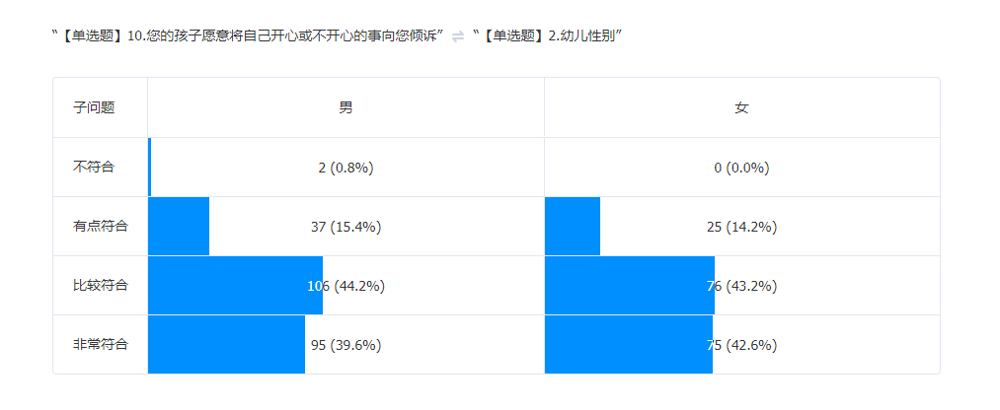 “【单选题】10.您的孩子愿意将自己开心或不开心的事向您倾诉” ⇌ “【单选题】2.幼儿性别”
子问题 男 女
不符合 2 (0.8%) 0 (0.0%)
有点符合 37 (15.4%) 25 (14.2%)
比较符合 106 (44.2%) 76 (43.2%)
非常符合 95 (39.6%) 75 (42.6%)